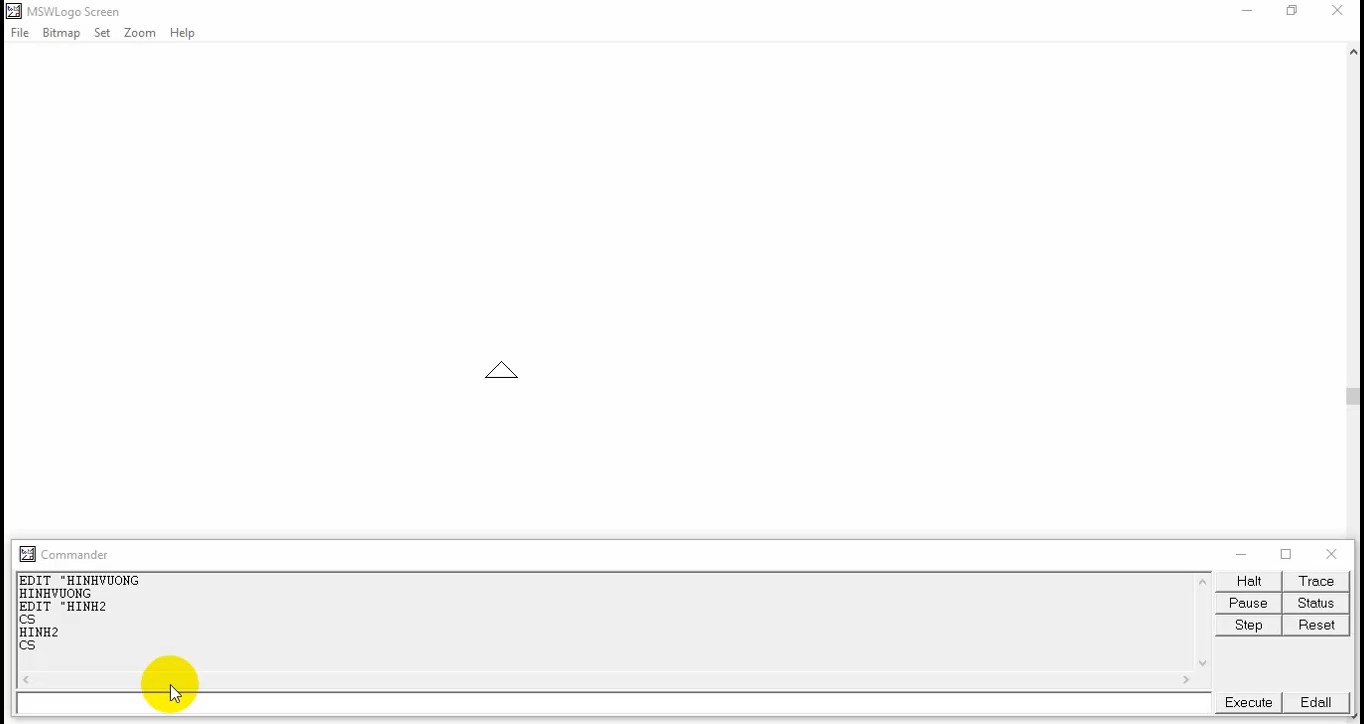 MSWLogo Screen
File Bitmap Set Zoom Help
Commander
EDIT "HINHVUONG
HINHVUONG
EDIT "HINH2
CS
HINH2
CS
Halt Trace
Pause Status
Step Reset
Execute Edall